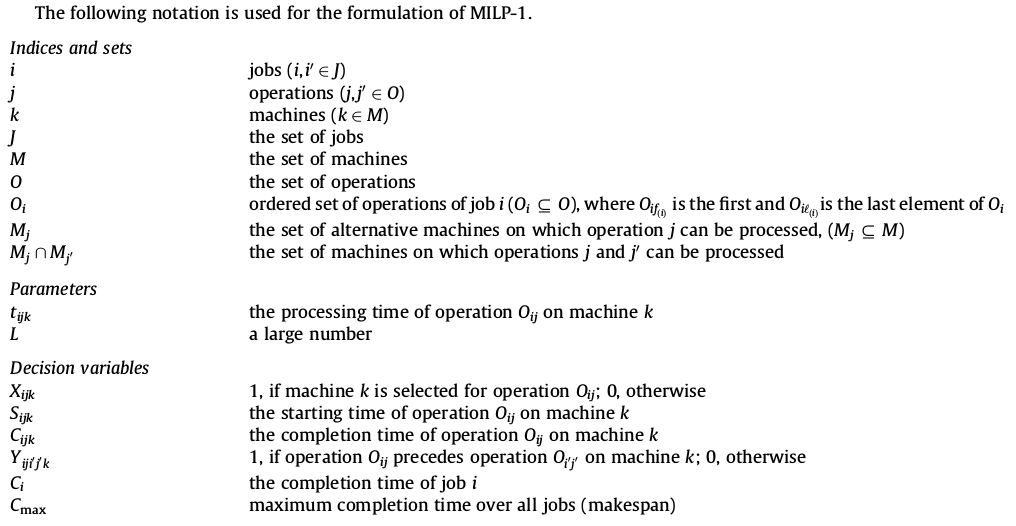 The following notation is used for the formulation of MILP-1.
Indices and sets
i jobs (i,i′ ∈ J)
j operations (j,j′ ∈ O)
k machines (k ∈ M)
J the set of jobs
M the set of machines
O the set of operations
O_i ordered set of operations of job i (O_i ⊆ O), where O_{if_{(i)}} is the first and O_{iℓ_{(i)}} is the last element of O_i
M_j the set of alternative machines on which operation j can be processed, (M_j ⊆ M)
M_j ∩ M_{j′} the set of machines on which operations j and j′ can be processed
Parameters
t_{ijk} the processing time of operation O_{ij} on machine k
L a large number
Decision variables
X_{ijk} 1, if machine k is selected for operation O_{ij}; 0, otherwise
S_{ijk} the starting time of operation O_{ij} on machine k
C_{ijk} the completion time of operation O_{ij} on machine k
Y_{iji′j′k} 1, if operation O_{ij} precedes operation O_{i′j′} on machine k; 0, otherwise
C_i the completion time of job i
C_{max} maximum completion time over all jobs (makespan)